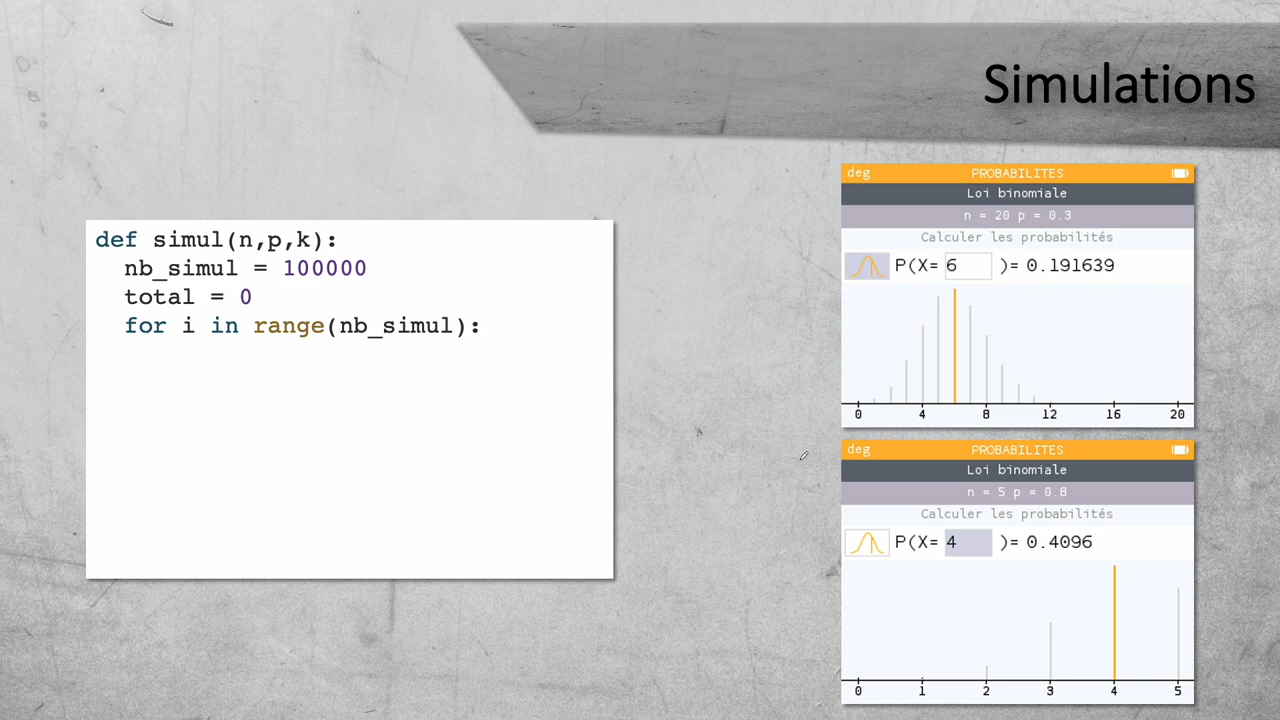 Simulations
def simul(n,p,k):
  nb_simul = 100000
  total = 0
  for i in range(nb_simul):
deg PROBABILITES
Loi binomiale
n = 20 p = 0.3
Calculer les probabilités
P(X= 6 )= 0.191639
0 4 8 12 16 20
deg PROBABILITES
Loi binomiale
n = 5 p = 0.8
Calculer les probabilités
P(X= 4 )= 0.4096
0 1 2 3 4 5